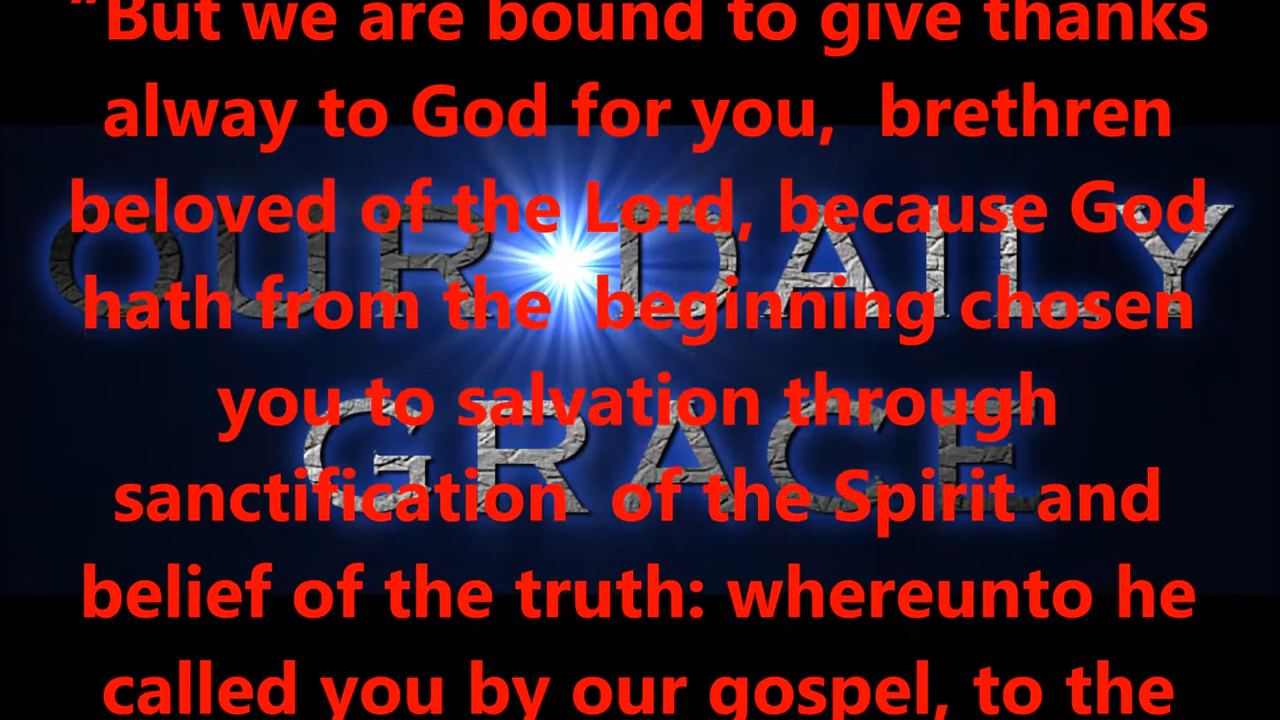 “But we are bound to give thanks
alway to God for you,  brethren
beloved of the Lord, because God
hath from the  beginning chosen
you to salvation through
sanctification  of the Spirit and
belief of the truth: whereunto he
called you by our gospel, to the
OUR DAILY
GRACE